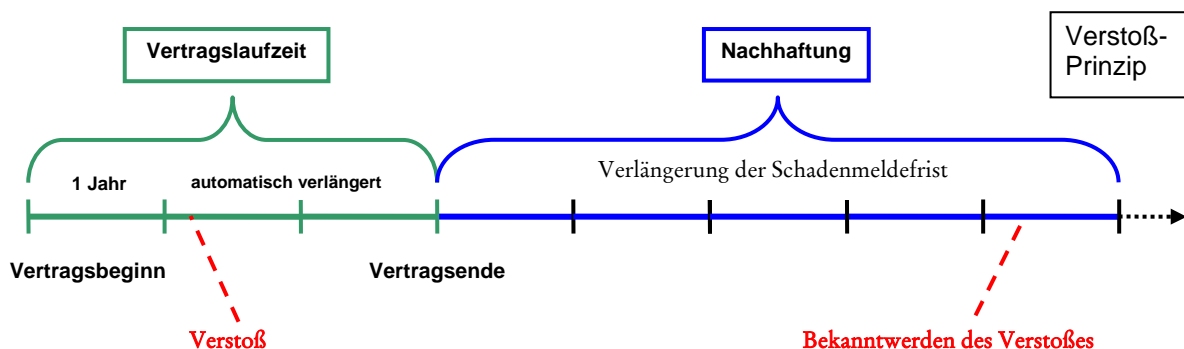 Vertragslaufzeit
Nachhaftung
Verstoß-
Prinzip
1 Jahr
automatisch verlängert
Verlängerung der Schadenmeldefrist
Vertragsbeginn
Vertragsende
Verstoß
Bekanntwerden des Verstoßes